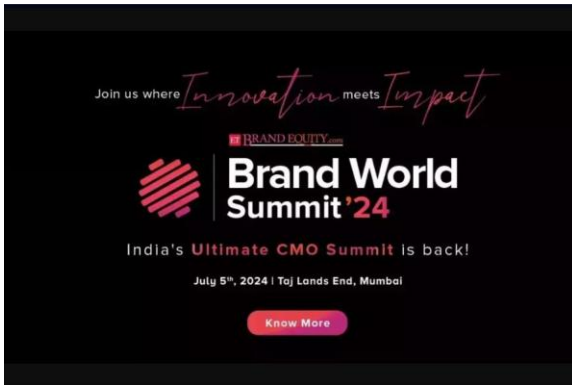 Join us where Innovation meets Impact
ET BRAND EQUITY.com
Brand World
Summit '24
India's Ultimate CMO Summit is back!
July 5th, 2024 | Taj Lands End, Mumbai
Know More